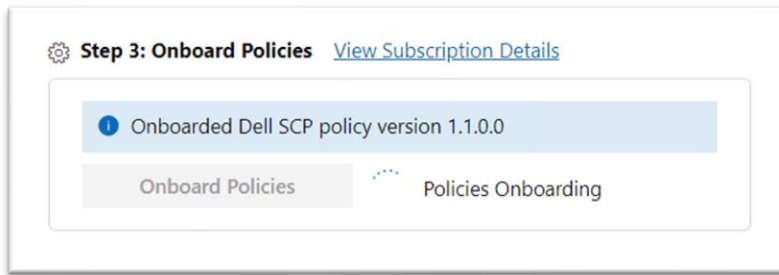 Step 3: Onboard Policies View Subscription Details
Onboarded Dell SCP policy version 1.1.0.0
Onboard Policies Policies Onboarding